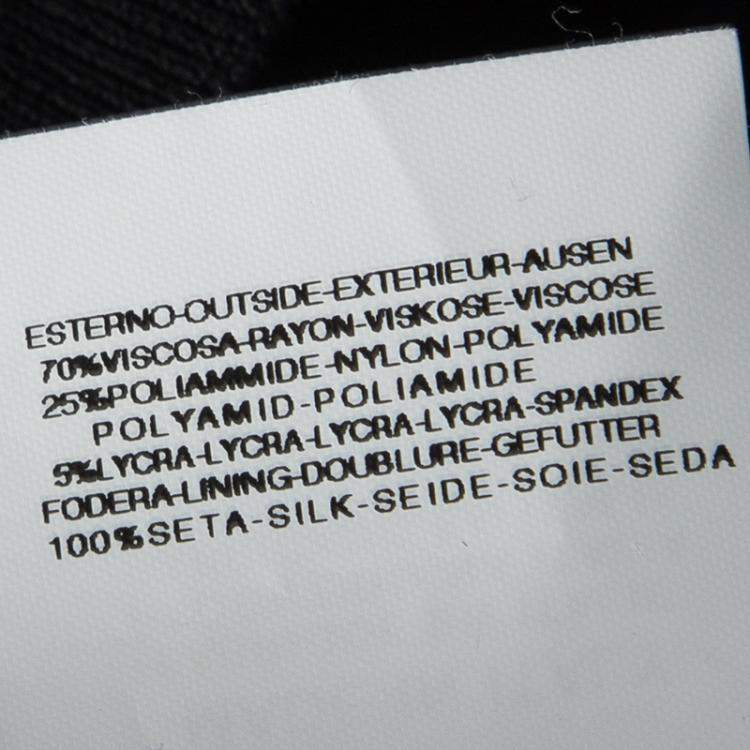 ESTERNO-OUTSIDE-EXTERIEUR-AUSEN
70%VISCOSA-RAYON-VISKOSE-VISCOSE
25%POLIAMMIDE-NYLON-POLYAMIDE
POLYAMID-POLIAMIDE
5%LYCRA-LYCRA-LYCRA-LYCRA-SPANDEX
FODERA-LINING-DOUBLURE-GEFUTTER
100%SETA-SILK-SEIDE-SOIE-SEDA